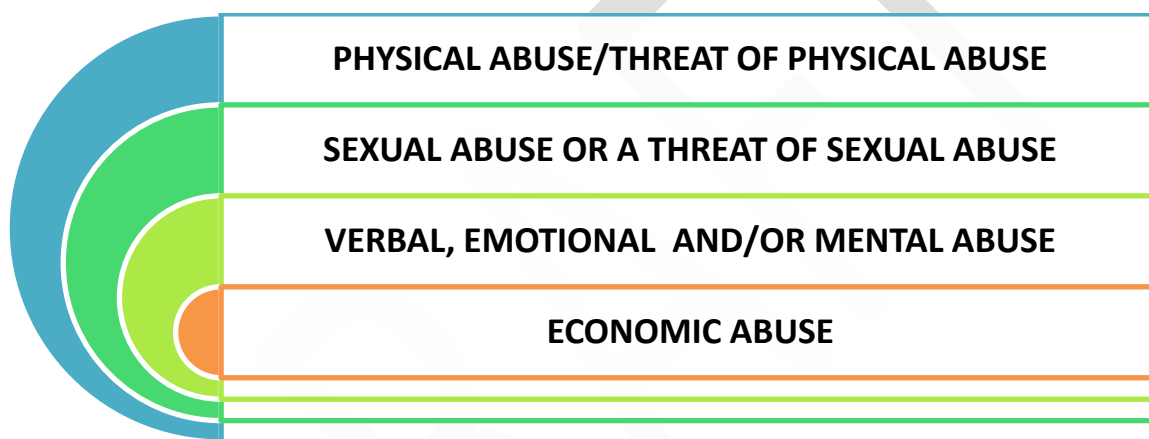 PHYSICAL ABUSE/THREAT OF PHYSICAL ABUSE
SEXUAL ABUSE OR A THREAT OF SEXUAL ABUSE
VERBAL, EMOTIONAL  AND/OR MENTAL ABUSE
ECONOMIC ABUSE